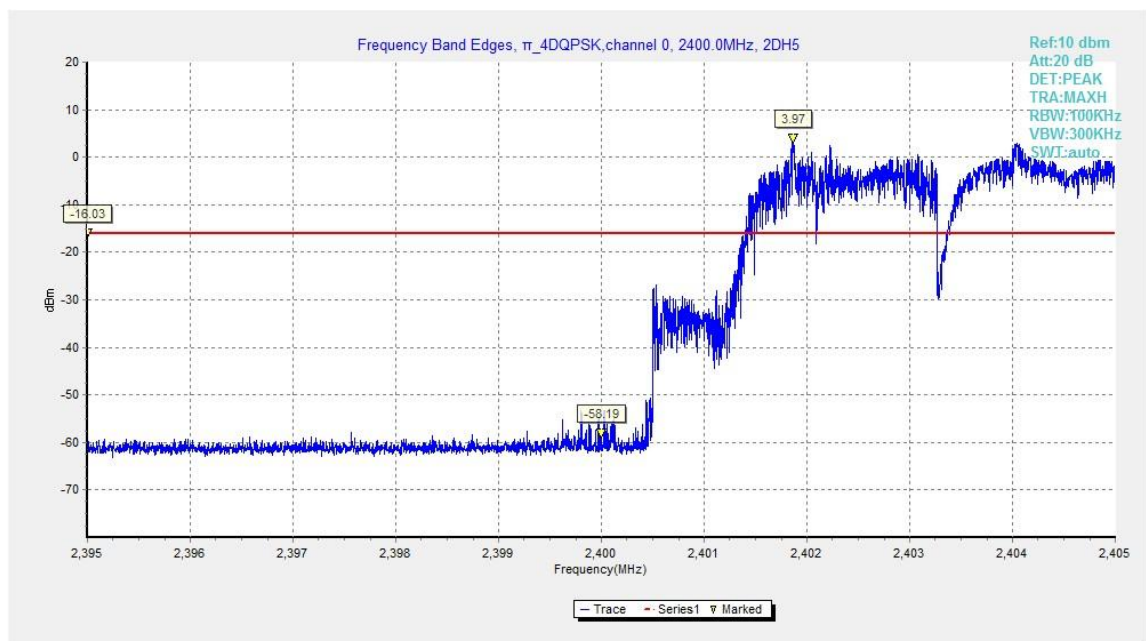 Frequency Band Edges, π_4DQPSK,channel 0, 2400.0MHz, 2DH5
Ref:10 dbm
Att:20 dB
DET:PEAK
TRA:MAXH
RBW:100KHz
VBW:300KHz
SWT:auto
20
10
0
-10
-20
-30
-40
-50
-60
-70
dBm
3.97
-16.03
-58.19
2,395 2,396 2,397 2,398 2,399 2,400 2,401 2,402 2,403 2,404 2,405
Frequency(MHz)
Trace Series1 Marked